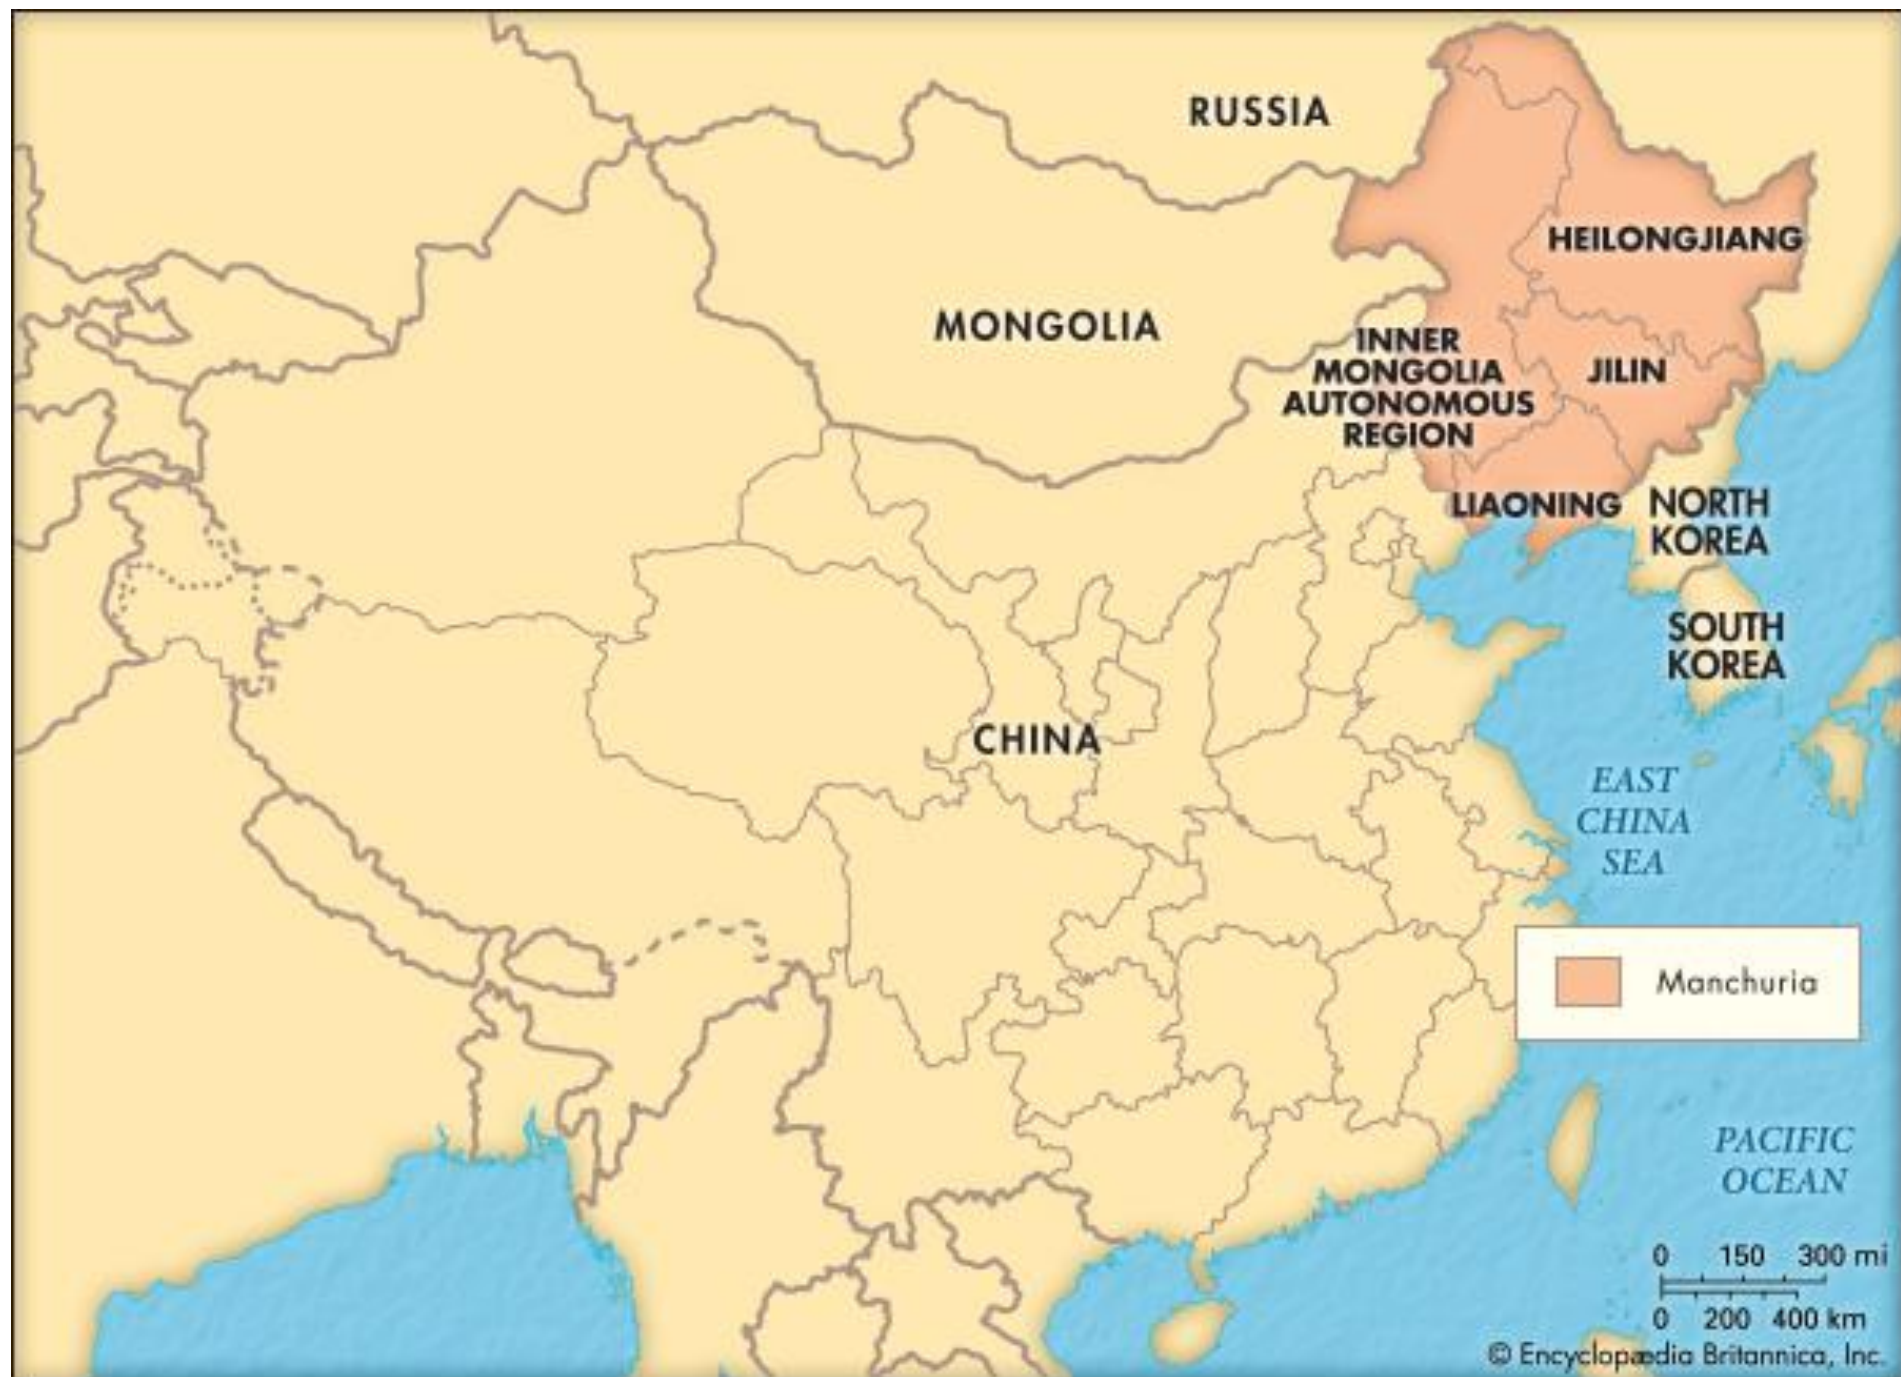 RUSSIA
HEILONGJIANG
MONGOLIA
INNER
MONGOLIA
AUTONOMOUS
REGION
JILIN
LIAONING
NORTH
KOREA
SOUTH
KOREA
CHINA
EAST
CHINA
SEA
Manchuria
PACIFIC
OCEAN
0 150 300 mi
0 200 400 km
© Encyclopædia Britannica, Inc.